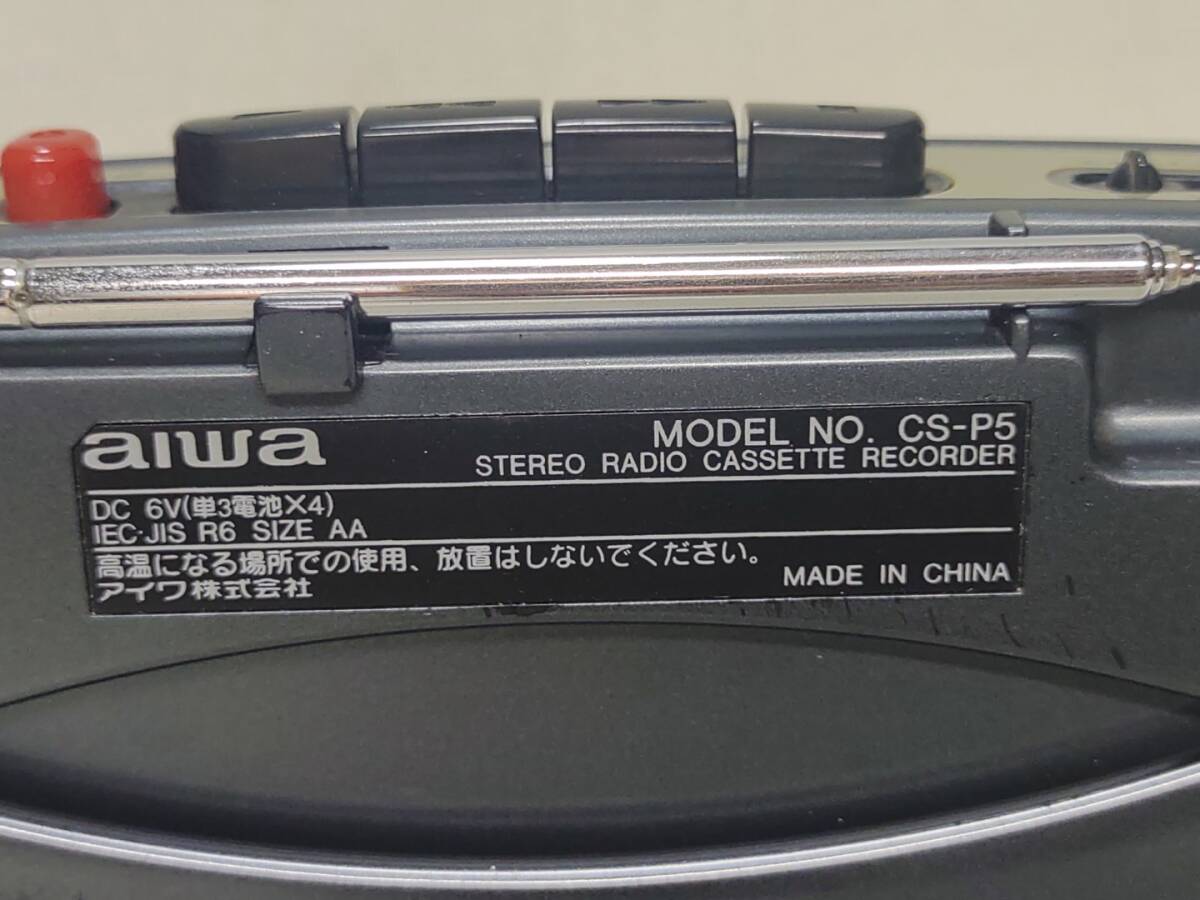 aiwa
MODEL NO. CS-P5
STEREO RADIO CASSETTE RECORDER
DC 6V(単3電池×4)
IEC·JIS R6 SIZE AA
高温になる場所での使用、放置はしないでください。
アイワ株式会社
MADE IN CHINA